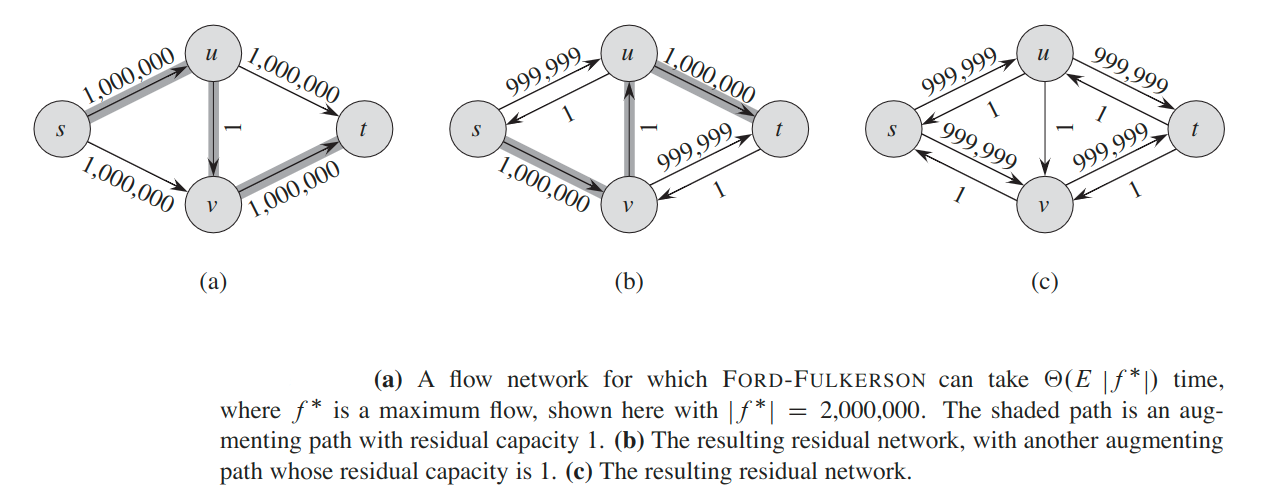 1,000,000 u 1,000,000
s 1 t
1,000,000 v 1,000,000
(a)
999,999 u 1,000,000
s 1 1 999,999 t
1,000,000 v 1
(b)
999,999 u 999,999
s 1 999,999 1 1 999,999 t
1 v 1
(c)
(a) A flow network for which FORD-FULKERSON can take Θ(E |f*|) time,
where f* is a maximum flow, shown here with |f*| = 2,000,000. The shaded path is an aug-
menting path with residual capacity 1. (b) The resulting residual network, with another augmenting
path whose residual capacity is 1. (c) The resulting residual network.